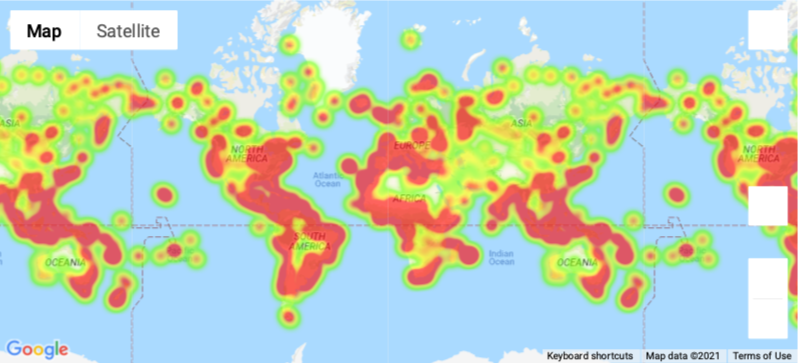 Map Satellite
ASIA
NORTH
AMERICA
Atlantic
Ocean
EUROPE
AFRICA
ASIA
NORTH
AMERICA
SOUTH
AMERICA
OCEANIA
Indian
Ocean
OCEANIA
Google
Keyboard shortcuts Map data ©2021 Terms of Use